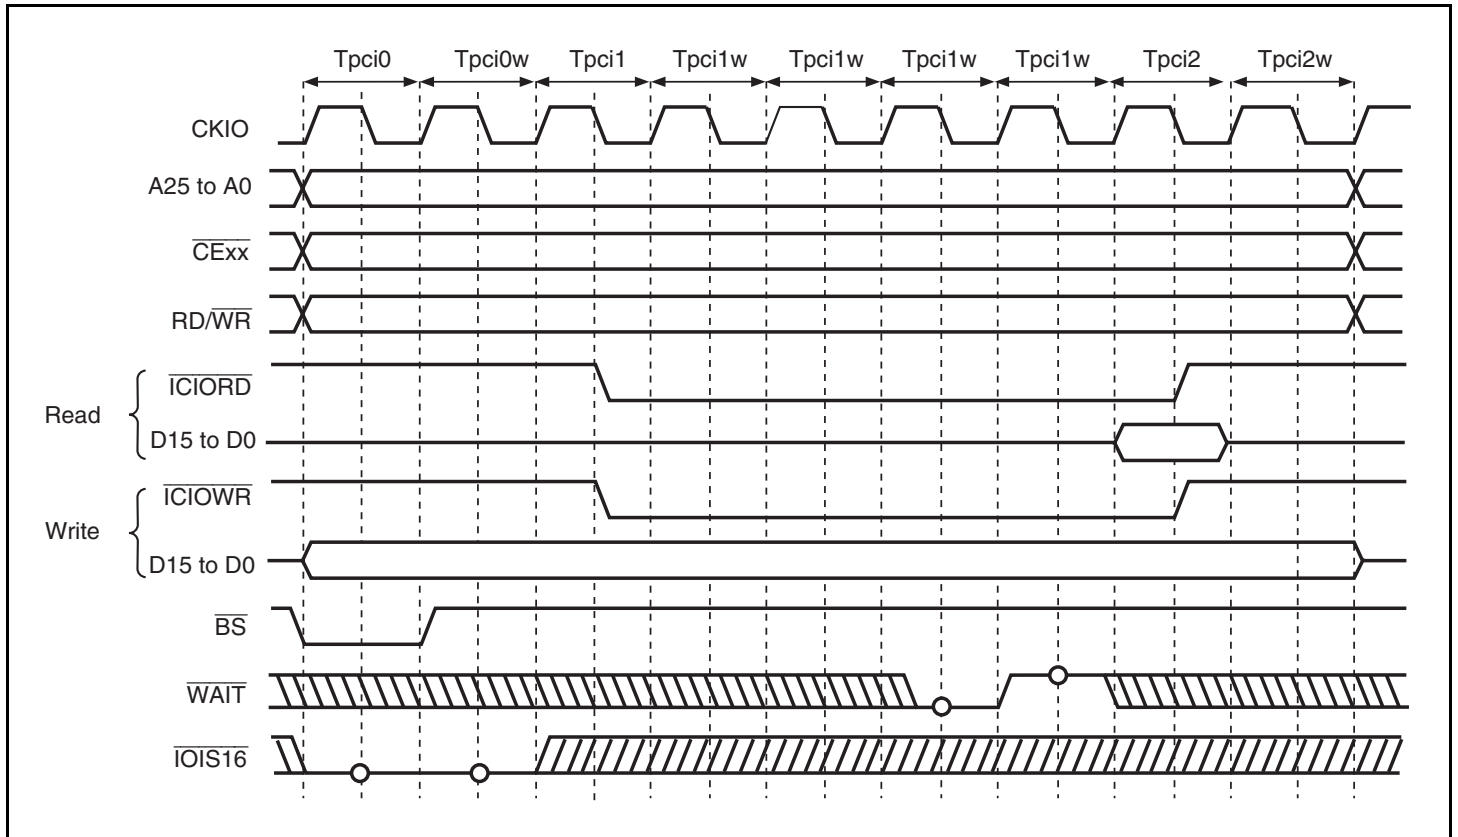 Tpci0 Tpci0w Tpci1 Tpci1w Tpci1w Tpci1w Tpci1w Tpci2 Tpci2w
CKIO
A25 to A0
CExx
RD/WR
ICIORD
Read
D15 to D0
ICIOWR
Write
D15 to D0
BS
WAIT
IOIS16